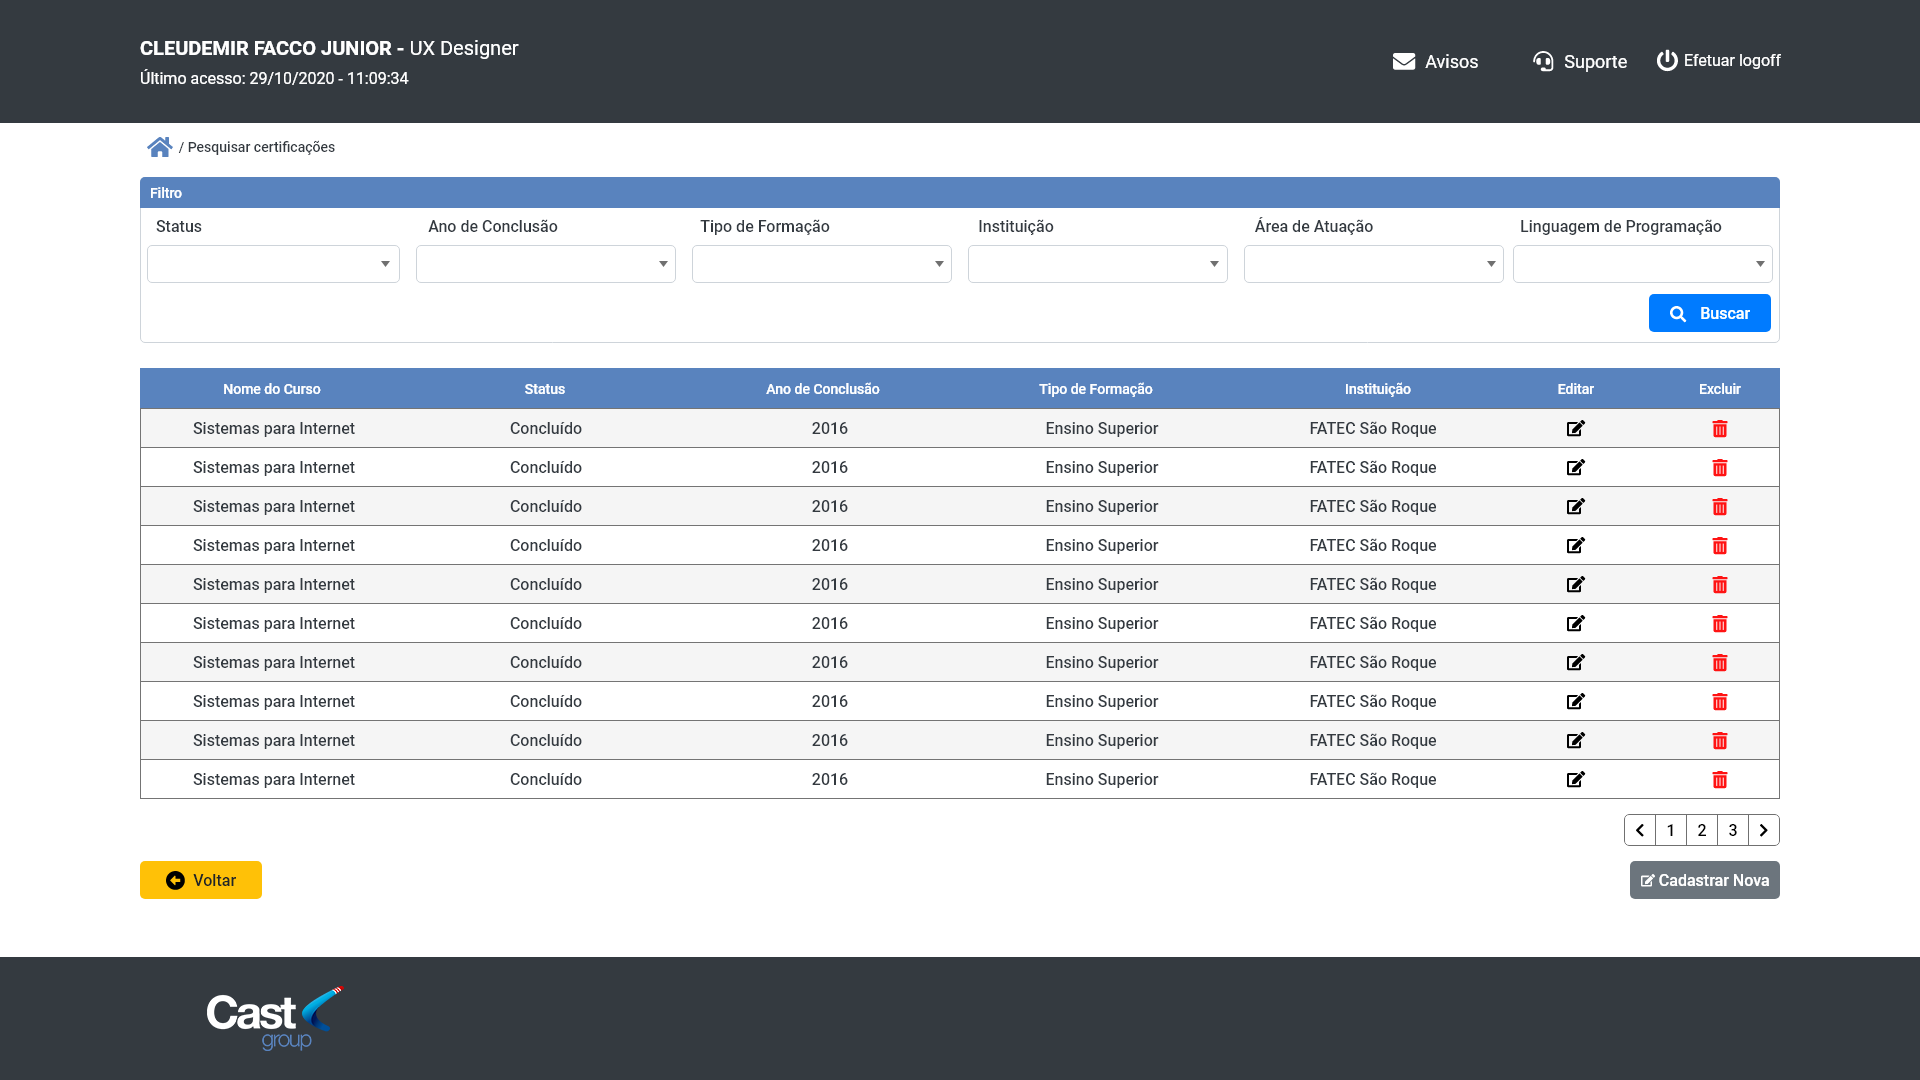 CLEUDEMIR FACCO JUNIOR - UX Designer
Último acesso: 29/10/2020 - 11:09:34
Avisos
Suporte
Efetuar logoff
/ Pesquisar certificações
Filtro
Status Ano de Conclusão Tipo de Formação Instituição Área de Atuação Linguagem de Programação
Buscar
Nome do Curso Status Ano de Conclusão Tipo de Formação Instituição Editar Excluir
Sistemas para Internet Concluído 2016 Ensino Superior FATEC São Roque
Sistemas para Internet Concluído 2016 Ensino Superior FATEC São Roque
Sistemas para Internet Concluído 2016 Ensino Superior FATEC São Roque
Sistemas para Internet Concluído 2016 Ensino Superior FATEC São Roque
Sistemas para Internet Concluído 2016 Ensino Superior FATEC São Roque
Sistemas para Internet Concluído 2016 Ensino Superior FATEC São Roque
Sistemas para Internet Concluído 2016 Ensino Superior FATEC São Roque
Sistemas para Internet Concluído 2016 Ensino Superior FATEC São Roque
Sistemas para Internet Concluído 2016 Ensino Superior FATEC São Roque
Sistemas para Internet Concluído 2016 Ensino Superior FATEC São Roque
1 2 3
Voltar
Cadastrar Nova
Cast
group